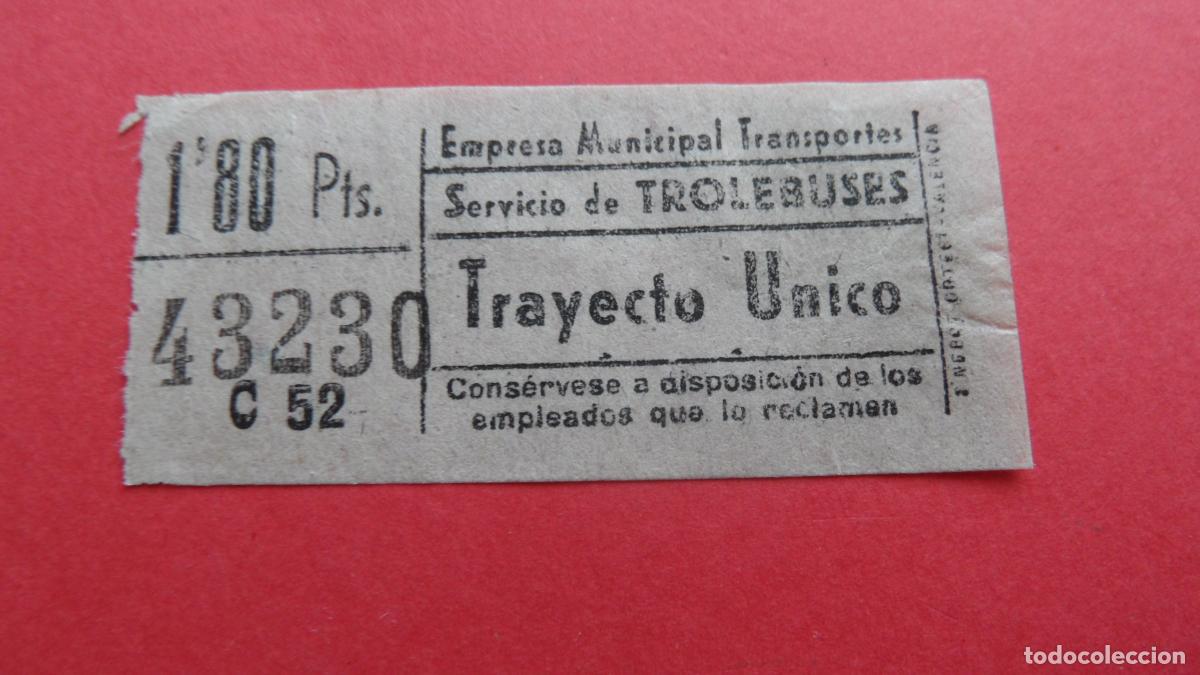 1'80 Pts.
43230
C 52
Empresa Municipal Transportes
Servicio de TROLEBUSES
Trayecto Unico
Consérvese a disposición de los
empleados que lo reclamen
VALENCIA
todocoleccion